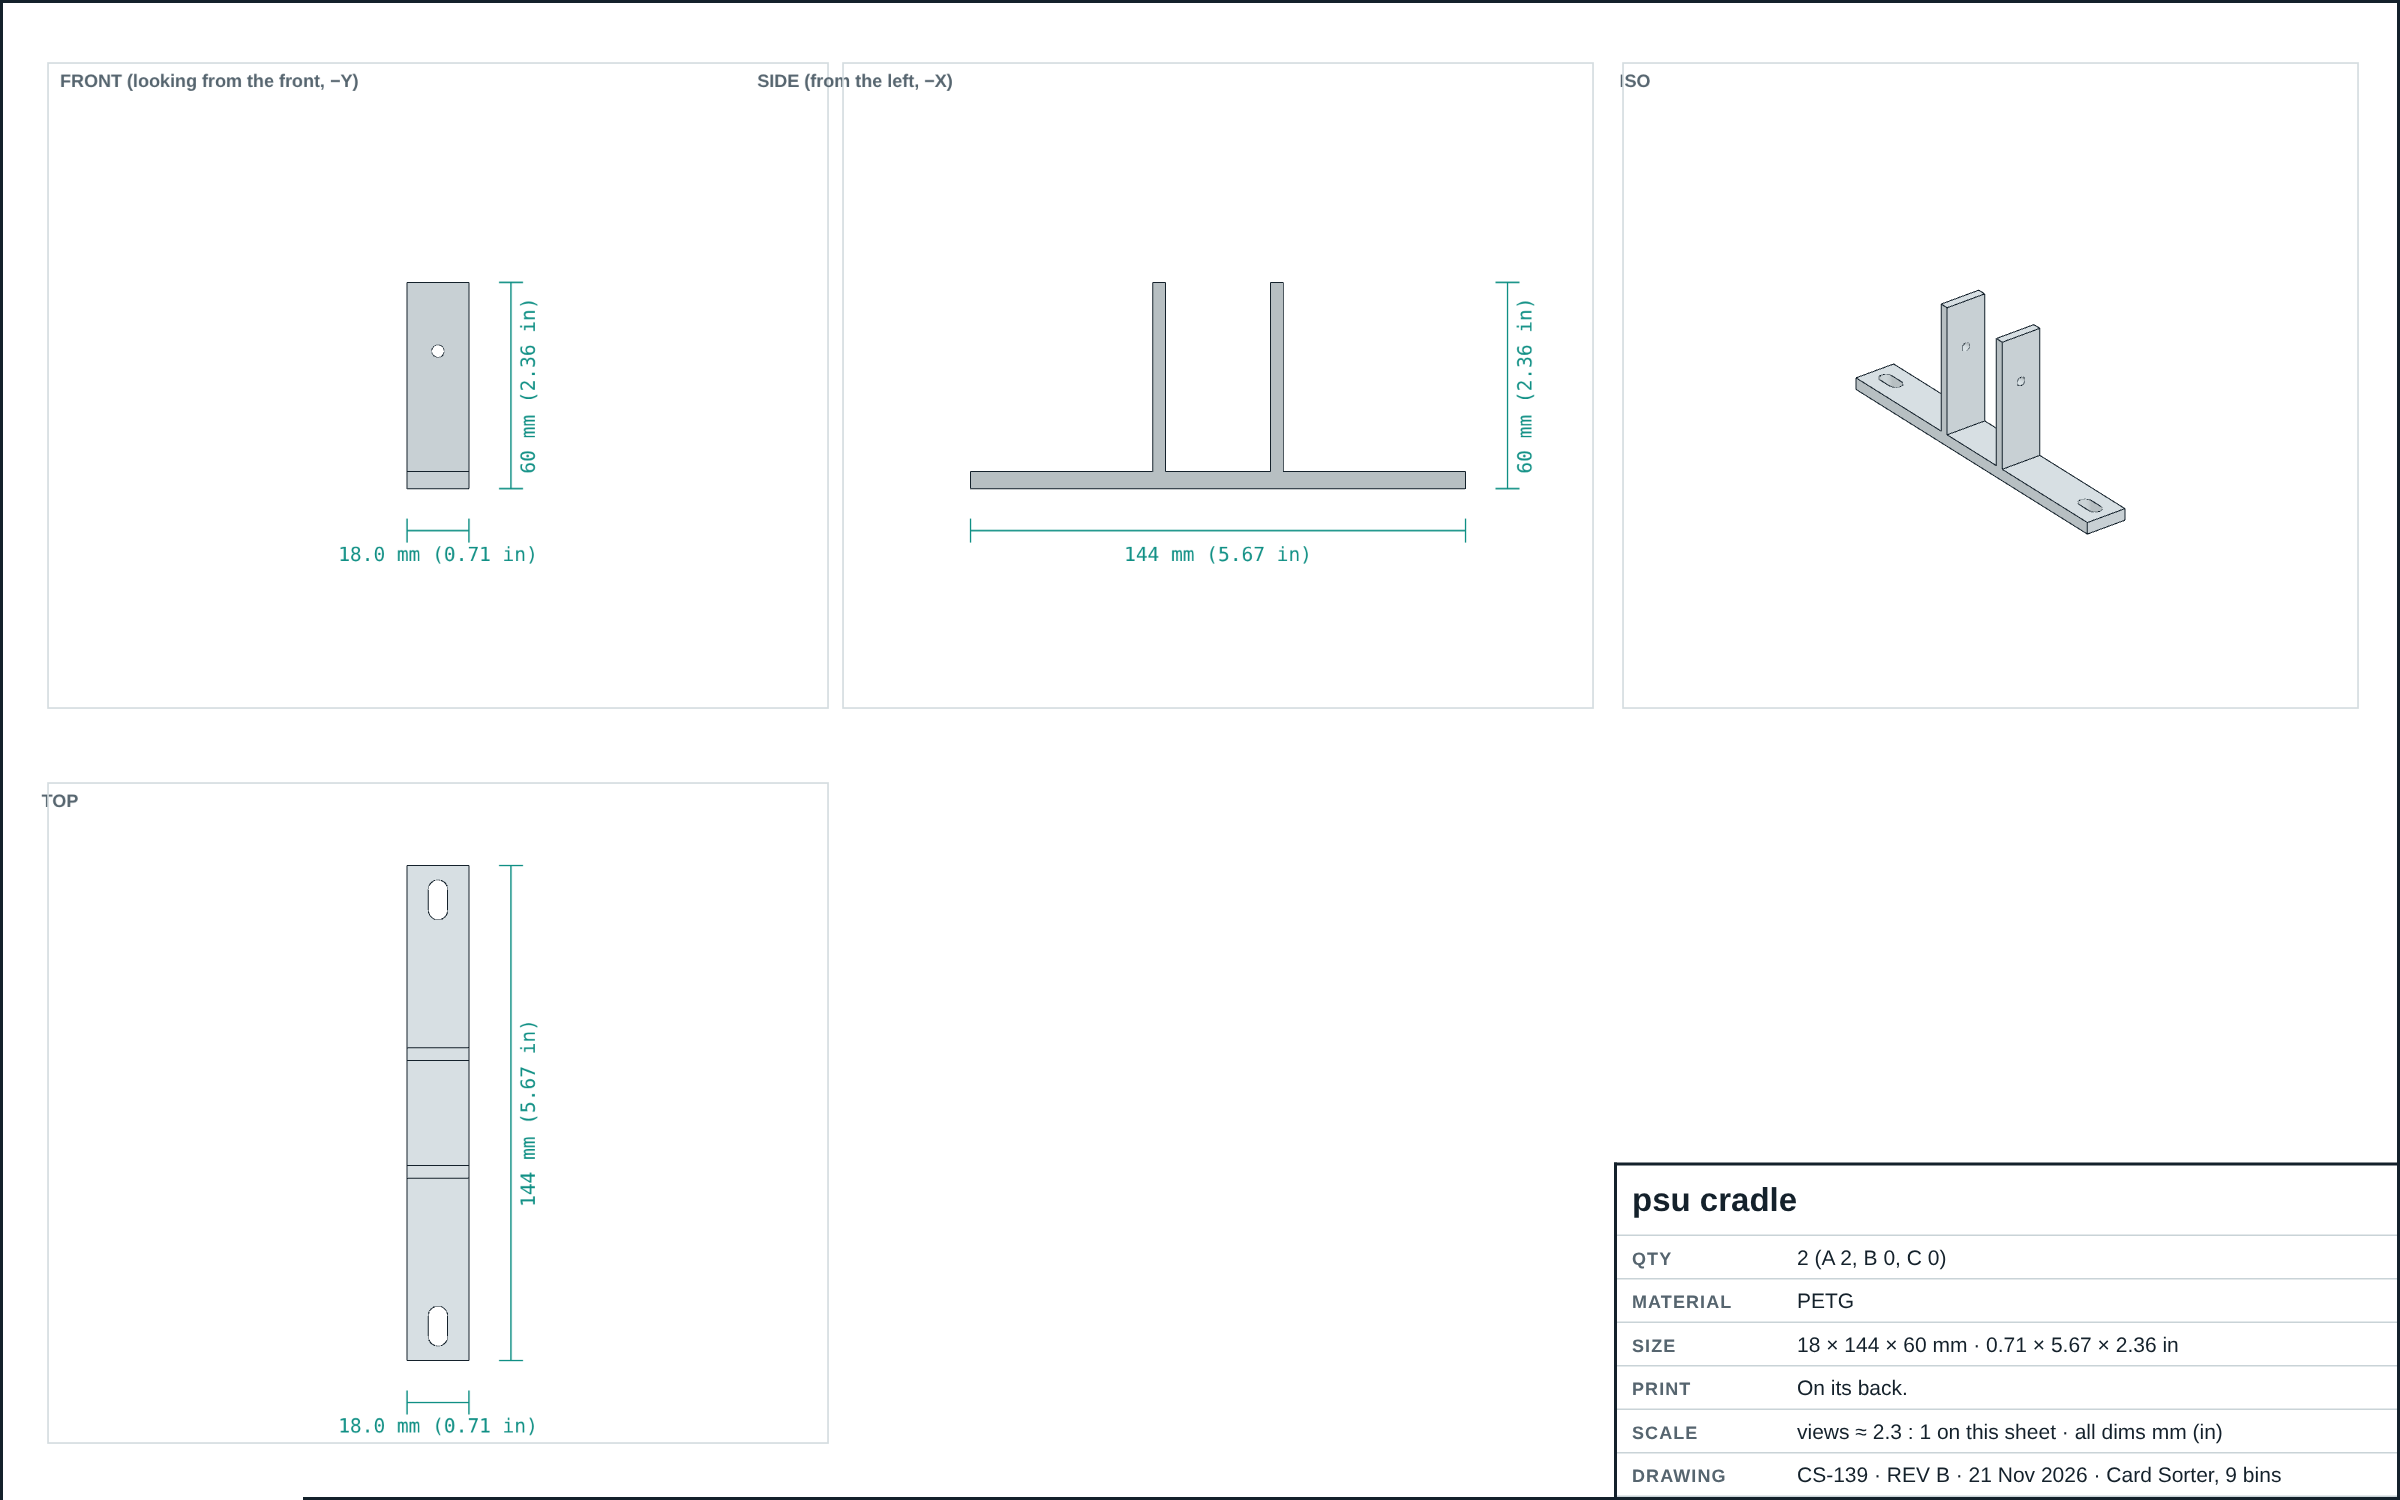 FRONT (looking from the front, −Y)
SIDE (from the left, −X)
ISO
60 mm (2.36 in)
18.0 mm (0.71 in)
60 mm (2.36 in)
144 mm (5.67 in)
TOP
144 mm (5.67 in)
18.0 mm (0.71 in)
psu cradle
QTY 2 (A 2, B 0, C 0)
MATERIAL PETG
SIZE 18 × 144 × 60 mm · 0.71 × 5.67 × 2.36 in
PRINT On its back.
SCALE views ≈ 2.3 : 1 on this sheet · all dims mm (in)
DRAWING CS-139 · REV B · 21 Nov 2026 · Card Sorter, 9 bins